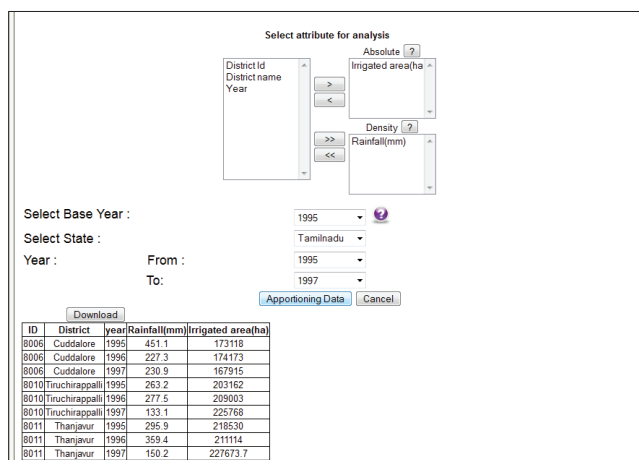 Select attribute for analysis
Absolute ?
District Id
District name
Year
Irrigated area(ha
>
<
Density ?
>>
<<
Rainfall(mm)
Select Base Year : 1995 ?
Select State : Tamilnadu
Year : From : 1995
To: 1997
Apportioning Data Cancel
Download
ID District year Rainfall(mm) Irrigated area(ha)
8006 Cuddalore 1995 451.1 173118
8006 Cuddalore 1996 227.3 174173
8006 Cuddalore 1997 230.9 167915
8010 Tiruchirappalli 1995 263.2 203162
8010 Tiruchirappalli 1996 277.5 209003
8010 Tiruchirappalli 1997 133.1 225768
8011 Thanjavur 1995 295.9 218530
8011 Thanjavur 1996 359.4 211114
8011 Thanjavur 1997 150.2 227673.7